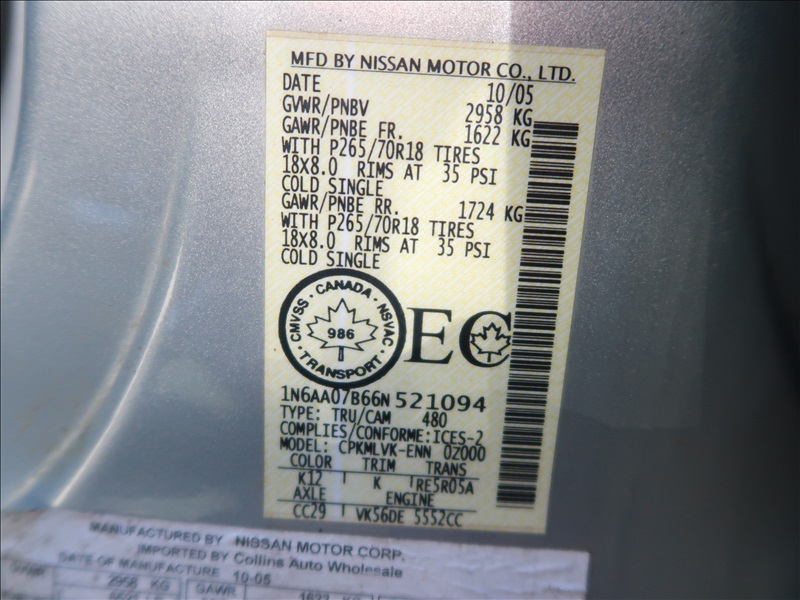 MFD BY NISSAN MOTOR CO., LTD.
DATE 10/05
GVWR/PNBV 2958 KG
GAWR/PNBE FR. 1622 KG
WITH P265/70R18 TIRES
18X8.0 RIMS AT 35 PSI
COLD SINGLE
GAWR/PNBE RR. 1724 KG
WITH P265/70R18 TIRES
18X8.0 RIMS AT 35 PSI
COLD SINGLE
CMVSS · CANADA · NSVAC · TRANSPORT ·
986
EC
1N6AA07B66N521094
TYPE: TRU/CAM 480
COMPLIES/CONFORME:ICES-2
MODEL: CPKMLVK-ENN 0Z000
COLOR TRIM TRANS
K12 K RE5R05A
AXLE ENGINE
CC29 VK56DE 5552CC
MANUFACTURED BY NISSAN MOTOR CORP.
IMPORTED BY Collins Auto Wholesale
DATE OF MANUFACTURE 10-05
GVWR 2958 KG GAWR 1622 KG